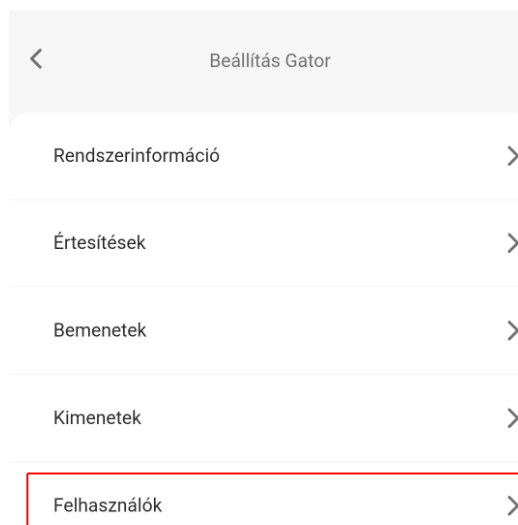 Beállítás Gator
Rendszerinformáció
Értesítések
Bemenetek
Kimenetek
Felhasználók